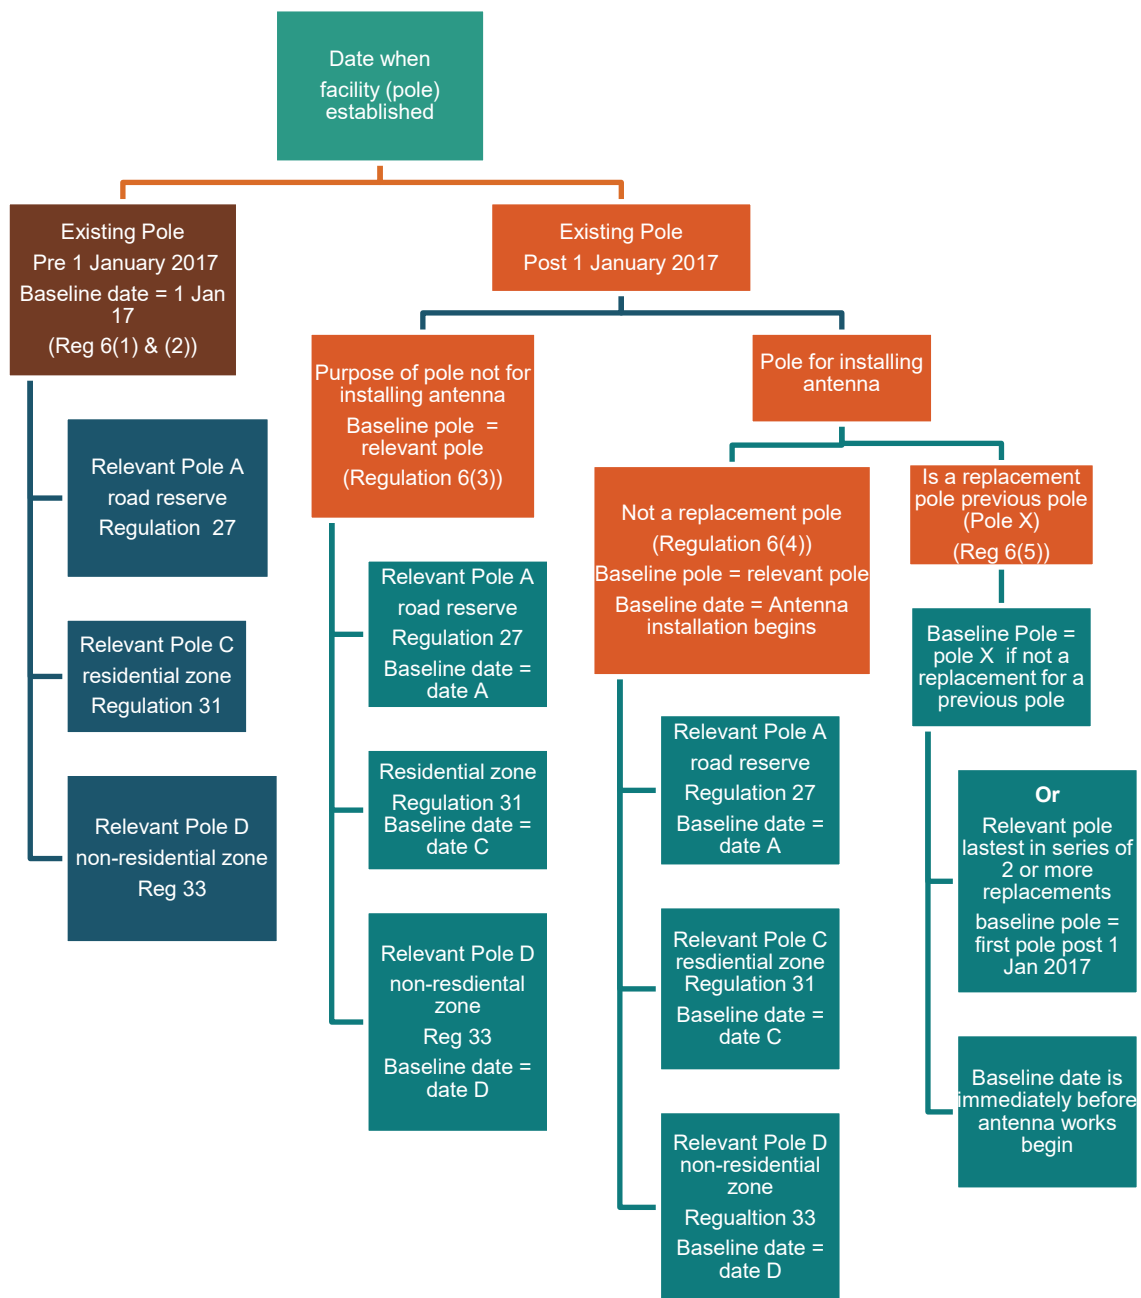 Date when
facility (pole)
established
Existing Pole
Pre 1 January 2017
Baseline date = 1 Jan
17
(Reg 6(1) & (2))
Relevant Pole A
road reserve
Regulation 27
Relevant Pole C
residential zone
Regulation 31
Relevant Pole D
non-residential zone
Reg 33
Existing Pole
Post 1 January 2017
Purpose of pole not for
installing antenna
Baseline pole =
relevant pole
(Regulation 6(3))
Relevant Pole A
road reserve
Regulation 27
Baseline date =
date A
Residential zone
Regulation 31
Baseline date =
date C
Relevant Pole D
non-resdiental
zone
Reg 33
Baseline date =
date D
Pole for installing
antenna
Not a replacement pole
(Regulation 6(4))
Baseline pole = relevant pole
Baseline date = Antenna
installation begins
Relevant Pole A
road reserve
Regulation 27
Baseline date =
date A
Relevant Pole C
resdiential zone
Regulation 31
Baseline date =
date C
Relevant Pole D
non-residential
zone
Regualtion 33
Baseline date =
date D
Is a replacement
pole previous pole
(Pole X)
(Reg 6(5))
Baseline Pole =
pole X if not a
replacement for a
previous pole
Or
Relevant pole
lastest in series of
2 or more
replacements
baseline pole =
first pole post 1
Jan 2017
Baseline date is
immediately before
antenna works
begin